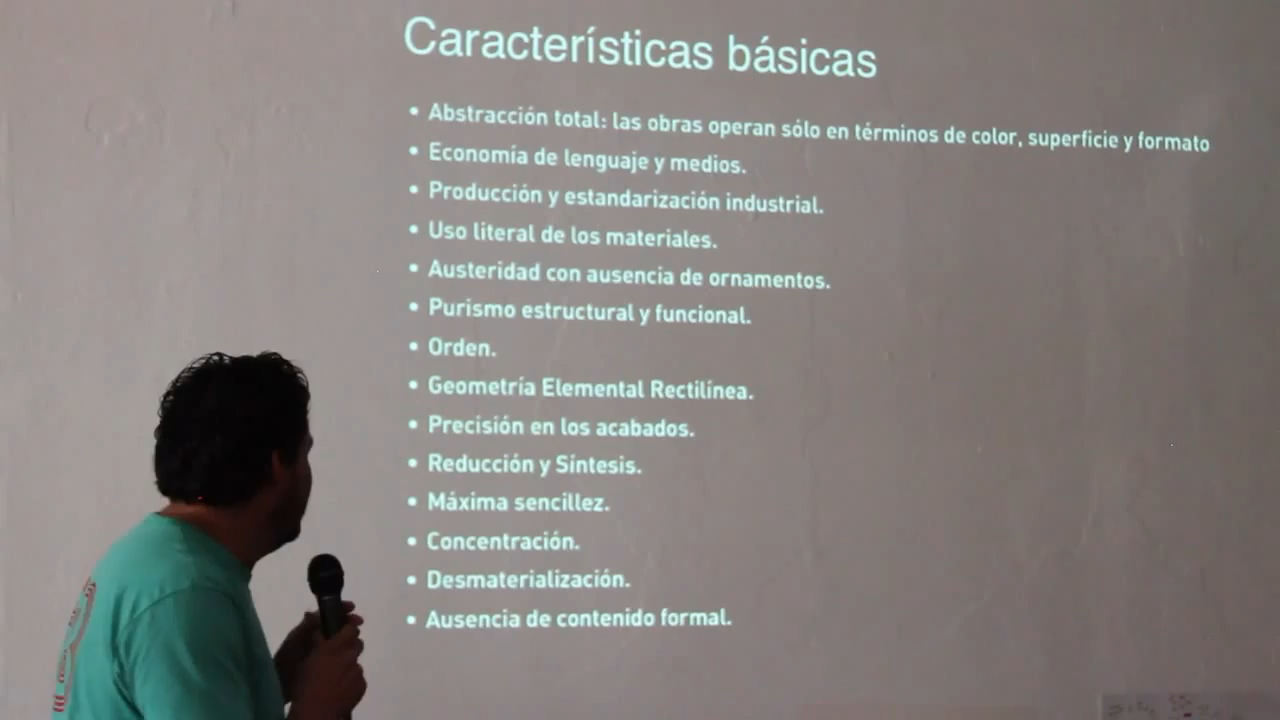 Características básicas
• Abstracción total: las obras operan sólo en términos de color, superficie y formato
• Economía de lenguaje y medios.
• Producción y estandarización industrial.
• Uso literal de los materiales.
• Austeridad con ausencia de ornamentos.
• Purismo estructural y funcional.
• Orden.
• Geometría Elemental Rectilínea.
• Precisión en los acabados.
• Reducción y Síntesis.
• Máxima sencillez.
• Concentración.
• Desmaterialización.
• Ausencia de contenido formal.